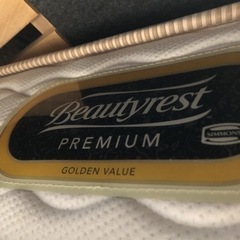 Beautyrest
PREMIUM
SIMMONS
GOLDEN VALUE